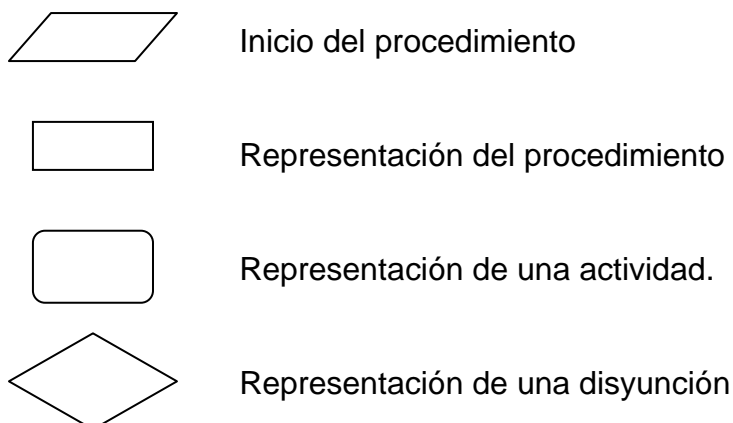 Inicio del procedimiento
Representación del procedimiento
Representación de una actividad.
Representación de una disyunción